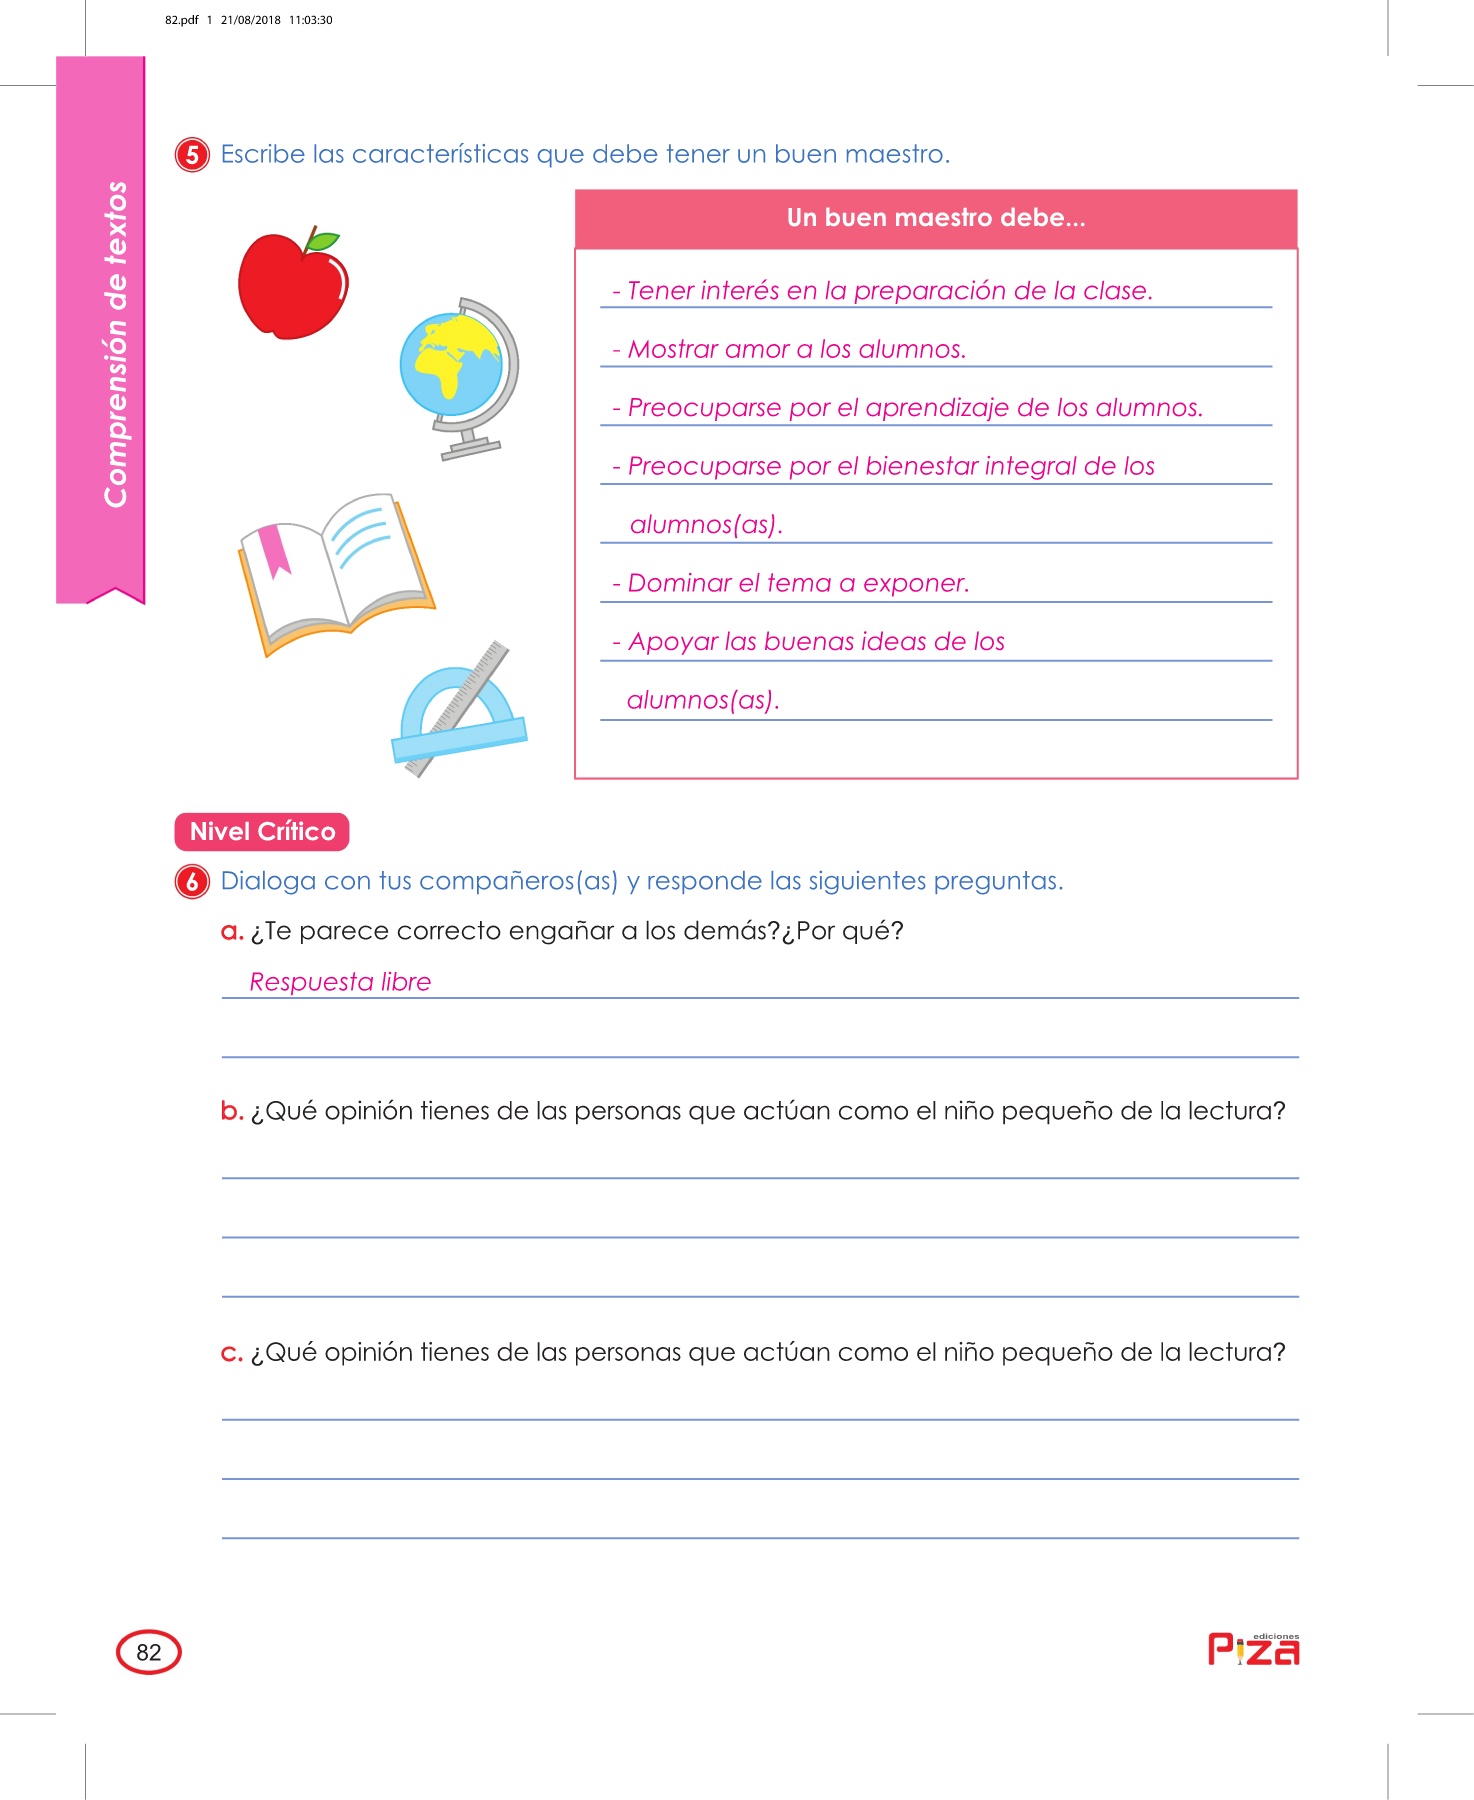 82.pdf 1 21/08/2018 11:03:30
Comprensión de textos
5 Escribe las características que debe tener un buen maestro.
Un buen maestro debe...
- Tener interés en la preparación de la clase.
- Mostrar amor a los alumnos.
- Preocuparse por el aprendizaje de los alumnos.
- Preocuparse por el bienestar integral de los
alumnos(as).
- Dominar el tema a exponer.
- Apoyar las buenas ideas de los
alumnos(as).
Nivel Crítico
6 Dialoga con tus compañeros(as) y responde las siguientes preguntas.
a. ¿Te parece correcto engañar a los demás?¿Por qué?
Respuesta libre
b. ¿Qué opinión tienes de las personas que actúan como el niño pequeño de la lectura?
c. ¿Qué opinión tienes de las personas que actúan como el niño pequeño de la lectura?
82
ediciones
Piza